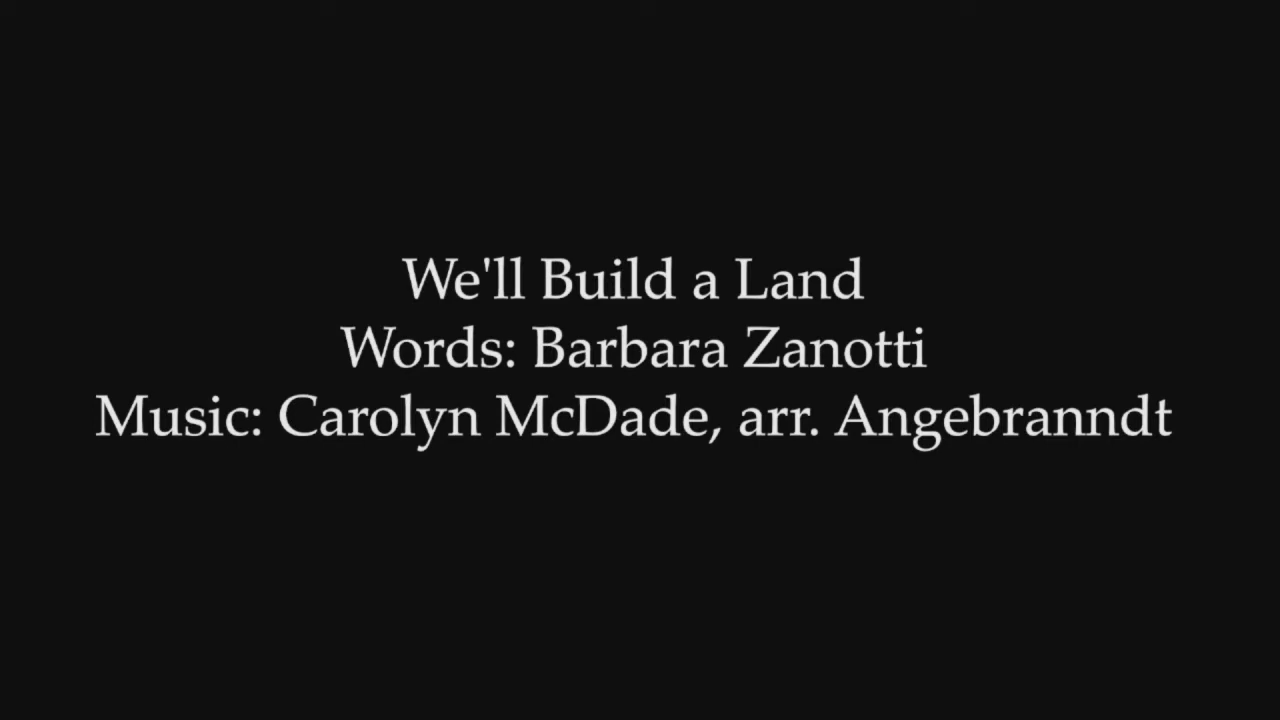 We'll Build a Land
Words: Barbara Zanotti
Music: Carolyn McDade, arr. Angebranndt